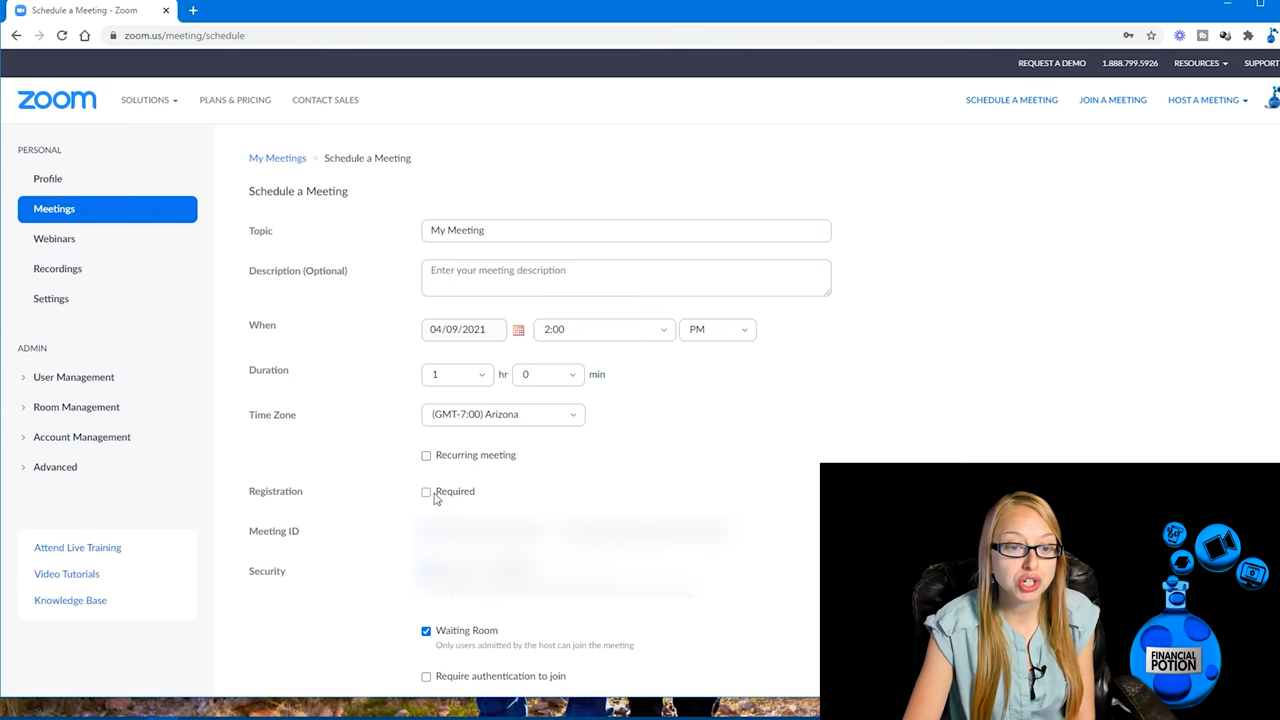 Schedule a Meeting - Zoom
zoom.us/meeting/schedule
REQUEST A DEMO 1.888.799.5926 RESOURCES SUPPORT
zoom SOLUTIONS PLANS & PRICING CONTACT SALES SCHEDULE A MEETING JOIN A MEETING HOST A MEETING
PERSONAL
Profile
Meetings
Webinars
Recordings
Settings
ADMIN
User Management
Room Management
Account Management
Advanced
Attend Live Training
Video Tutorials
Knowledge Base
My Meetings > Schedule a Meeting
Schedule a Meeting
Topic My Meeting
Description (Optional) Enter your meeting description
When 04/09/2021 2:00 PM
Duration 1 hr 0 min
Time Zone (GMT-7:00) Arizona
Recurring meeting
Registration Required
Meeting ID
Security
Waiting Room
Only users admitted by the host can join the meeting
Require authentication to join
FINANCIAL
POTION